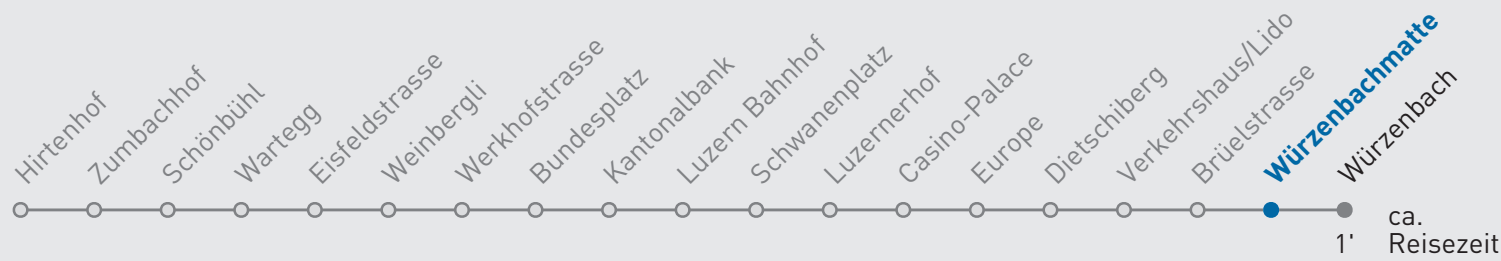 Hirtenhof
Zumbachhof
Schönbühl
Wartegg
Eisfeldstrasse
Weinbergli
Werkhofstrasse
Bundesplatz
Kantonalbank
Luzern Bahnhof
Schwanenplatz
Luzernerhof
Casino-Palace
Europe
Dietschiberg
Verkehrshaus/Lido
Brüelstrasse
Würzenbachmatte
Würzenbach
ca.
1' Reisezeit